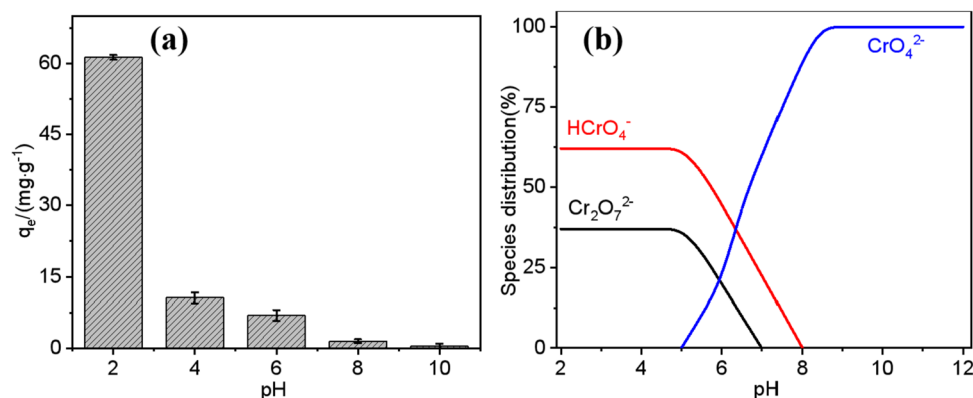 (a)
qe/(mg·g⁻¹)
60
45
30
15
0
2 4 6 8 10
pH
(b)
Species distribution(%)
100
75
50
25
0
CrO₄²⁻
HCrO₄⁻
Cr₂O₇²⁻
2 4 6 8 10 12
pH